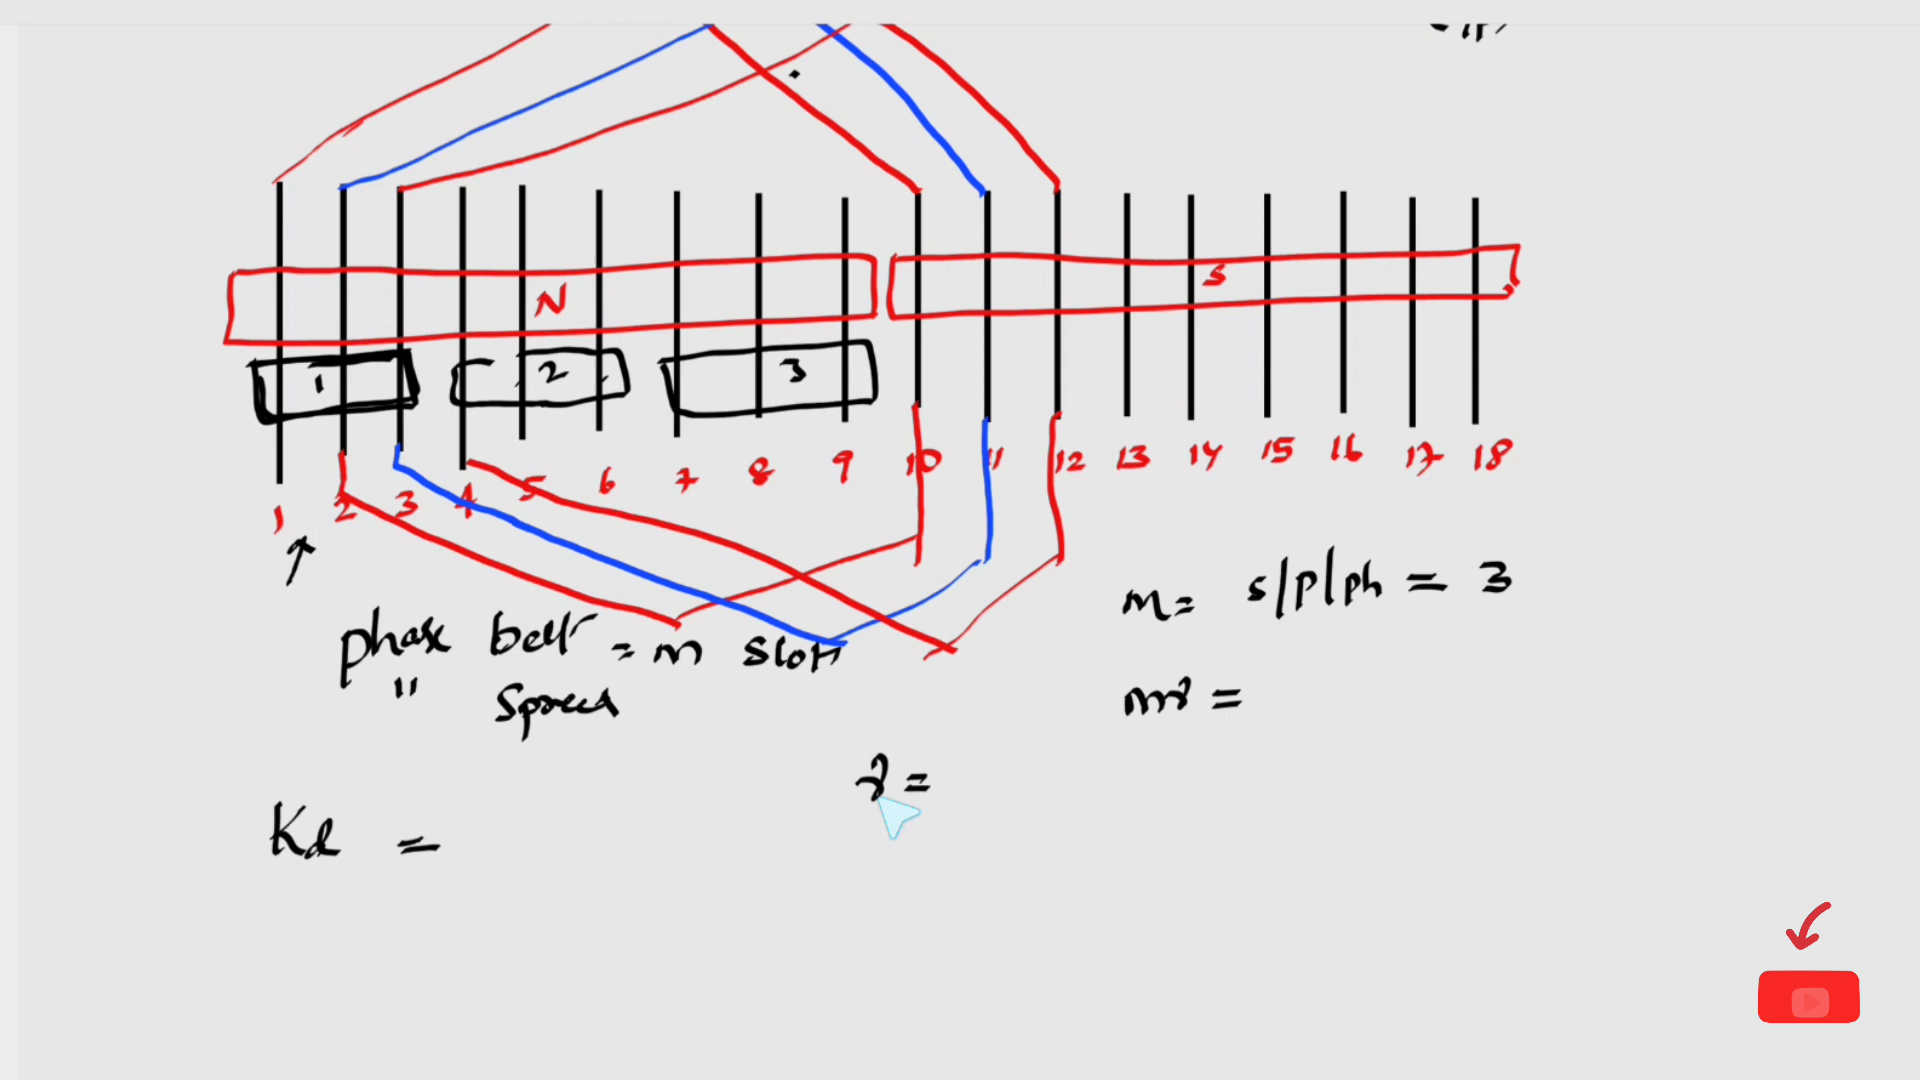 N S
1 2 3
1 2 3 4 5 6 7 8 9 10 11 12 13 14 15 16 17 18
m = s/p/ph = 3
phase belt = m slots
" spread
mγ =
γ =
Kd =